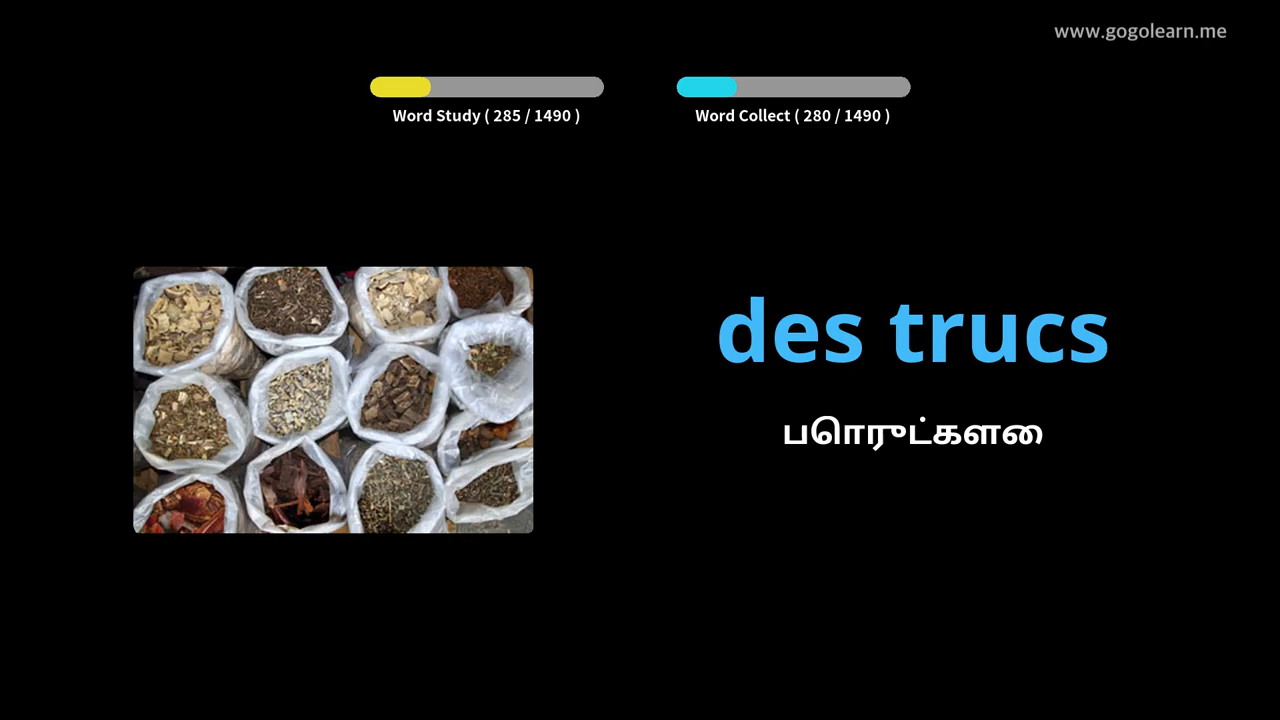 www.gogolearn.me
Word Study ( 285 / 1490 )
Word Collect ( 280 / 1490 )
des trucs
பொருட்களை